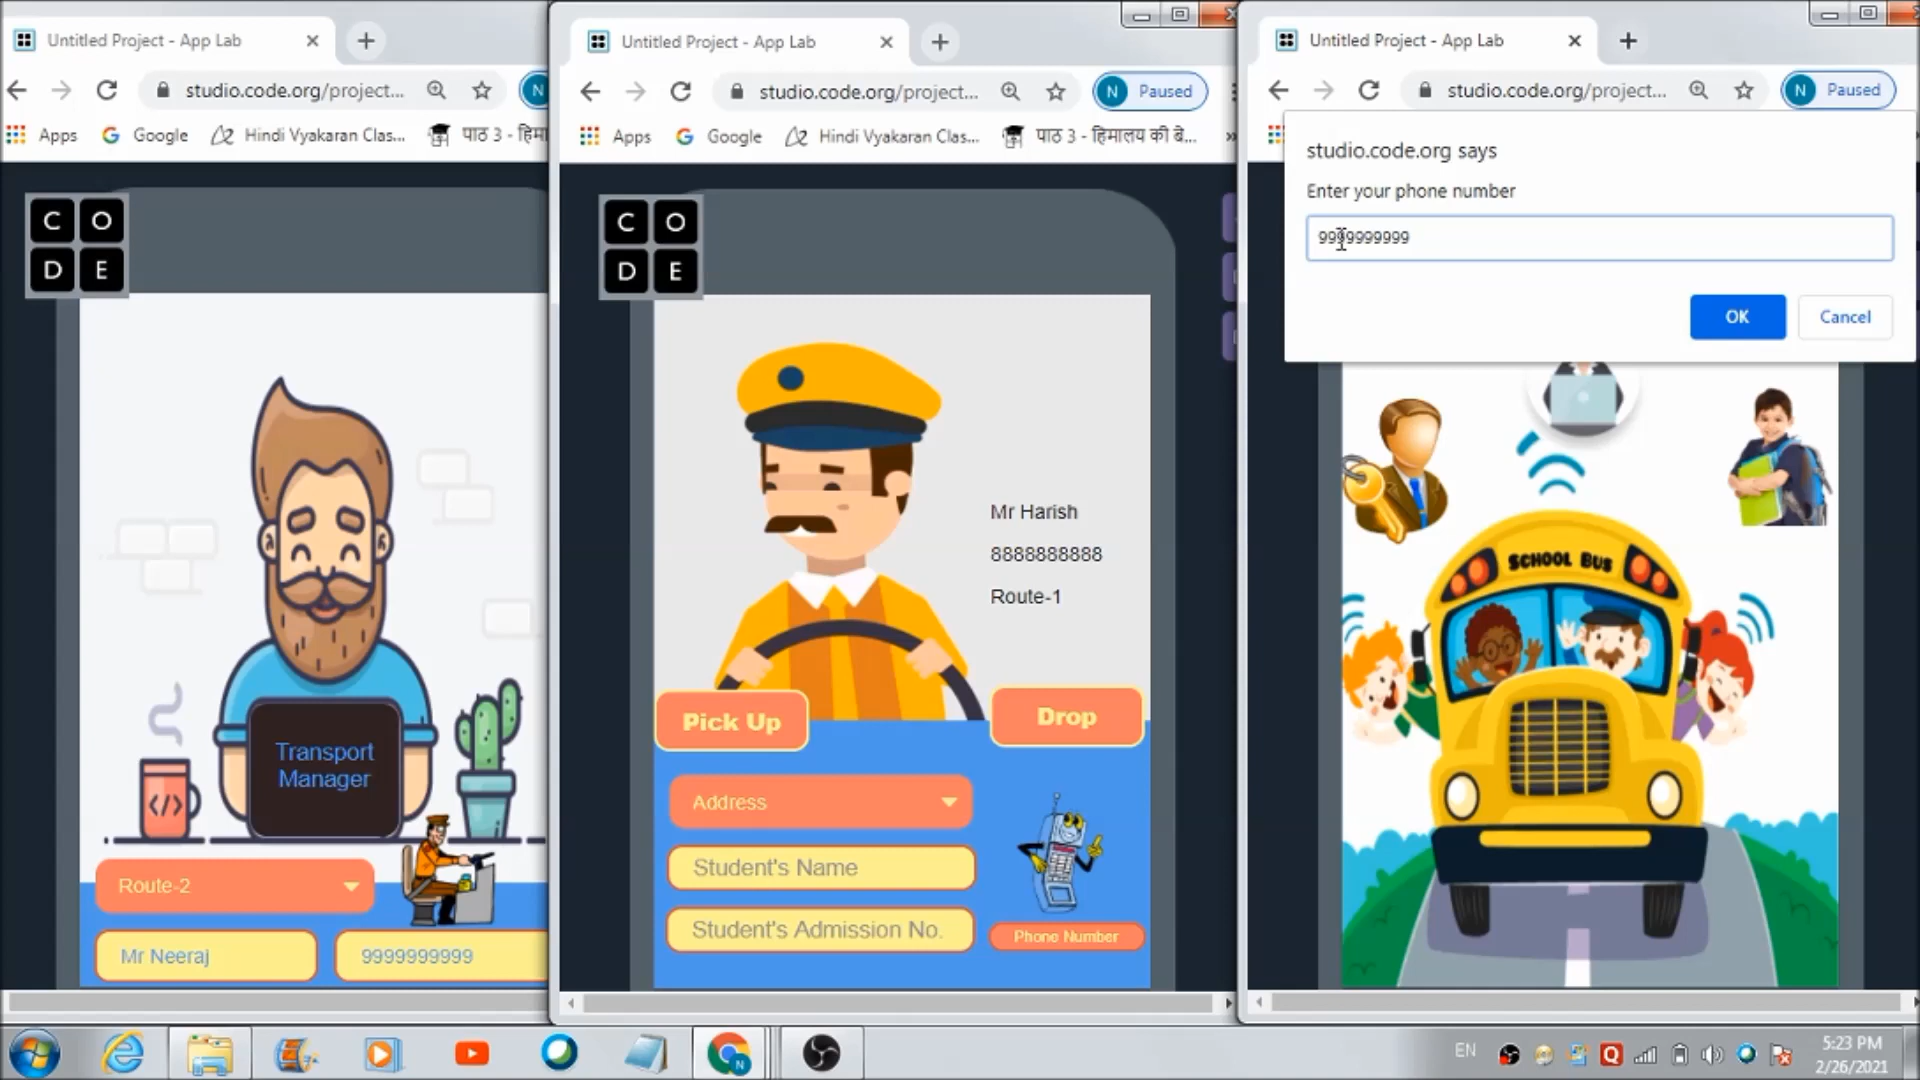 Untitled Project - App Lab
studio.code.org/project...
N
Apps
Google
Hindi Vyakaran Clas...
पाठ 3 - हिम
C O
D E
Transport
Manager
Route-2
Mr Neeraj
9999999999
Untitled Project - App Lab
studio.code.org/project...
N Paused
Apps
Google
Hindi Vyakaran Clas...
पाठ 3 - हिमालय की बे...
C O
D E
Mr Harish
8888888888
Route-1
Pick Up
Drop
Address
Student's Name
Student's Admission No.
Phone Number
Untitled Project - App Lab
studio.code.org/project...
N Paused
studio.code.org says
Enter your phone number
9999999999
OK
Cancel
SCHOOL BUS
EN
5:23 PM
2/26/2021